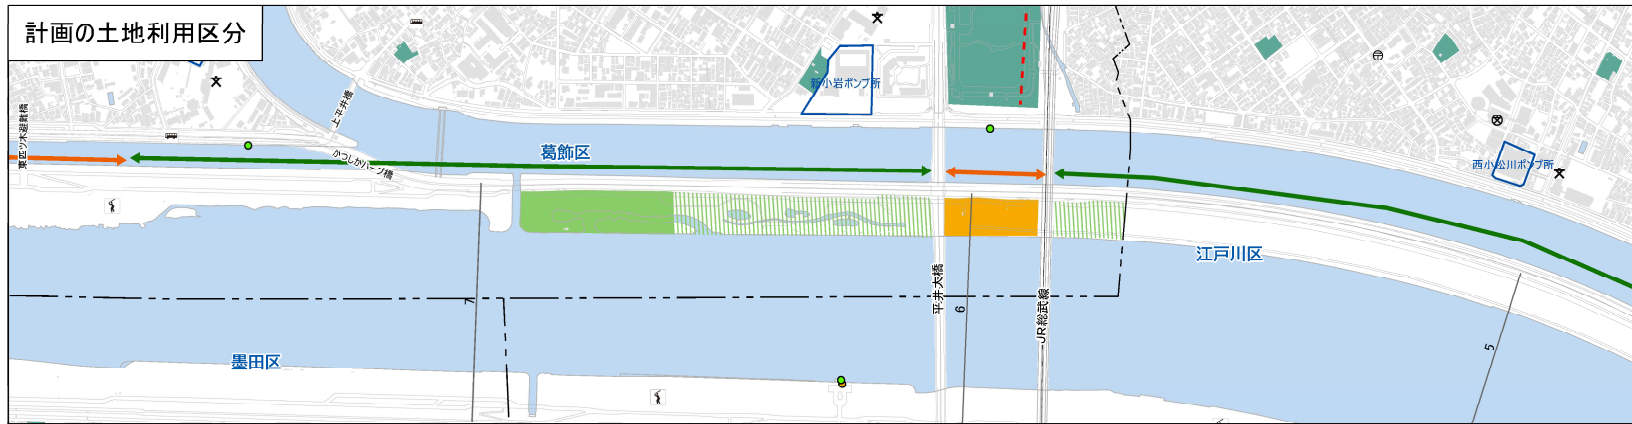 計画の土地利用区分
新小岩ポンプ所
上平井橋
東四ツ木避難橋
かつしかハープ橋
葛飾区
西小松川ポンプ所
江戸川区
平井大橋
JR総武線
7
6
5
墨田区